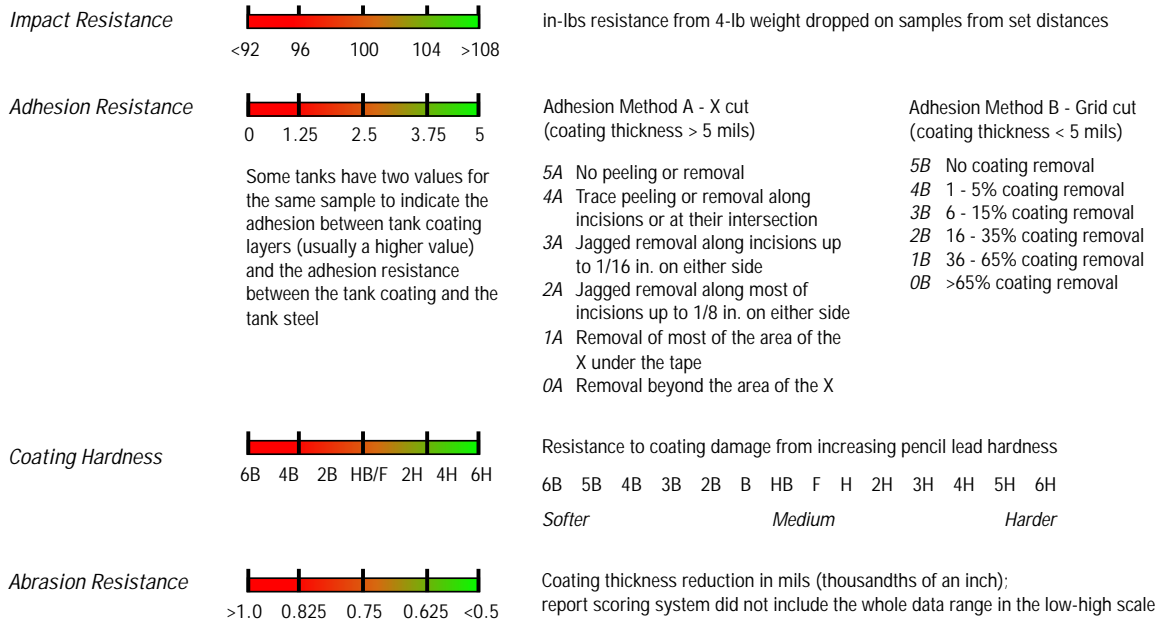 Impact Resistance
<92 96 100 104 >108
in-lbs resistance from 4-lb weight dropped on samples from set distances
Adhesion Resistance
0 1.25 2.5 3.75 5
Some tanks have two values for
the same sample to indicate the
adhesion between tank coating
layers (usually a higher value)
and the adhesion resistance
between the tank coating and the
tank steel
Adhesion Method A - X cut
(coating thickness > 5 mils)
5A No peeling or removal
4A Trace peeling or removal along
incisions or at their intersection
3A Jagged removal along incisions up
to 1/16 in. on either side
2A Jagged removal along most of
incisions up to 1/8 in. on either side
1A Removal of most of the area of the
X under the tape
0A Removal beyond the area of the X
Adhesion Method B - Grid cut
(coating thickness < 5 mils)
5B No coating removal
4B 1 - 5% coating removal
3B 6 - 15% coating removal
2B 16 - 35% coating removal
1B 36 - 65% coating removal
0B >65% coating removal
Coating Hardness
6B 4B 2B HB/F 2H 4H 6H
Resistance to coating damage from increasing pencil lead hardness
6B 5B 4B 3B 2B B HB F H 2H 3H 4H 5H 6H
Softer Medium Harder
Abrasion Resistance
>1.0 0.825 0.75 0.625 <0.5
Coating thickness reduction in mils (thousandths of an inch);
report scoring system did not include the whole data range in the low-high scale